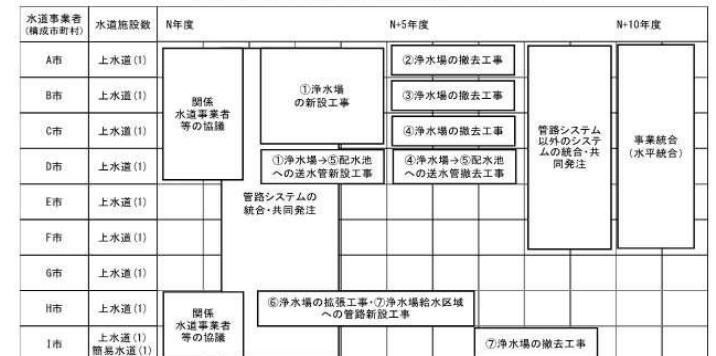 水道事業者
(構成市町村)
水道施設数
N年度
N+5年度
N+10年度
A市
上水道(1)
②浄水場の撤去工事
B市
上水道(1)
関係
水道事業者
等の協議
①浄水場
の新設工事
③浄水場の撤去工事
C市
上水道(1)
④浄水場の撤去工事
管路システム
以外のシステ
ムの統合・共
同発注
事業統合
(水平統合)
D市
上水道(1)
①浄水場→⑤配水池
への送水管新設工事
④浄水場→⑤配水池
への送水管撤去工事
E市
上水道(1)
管路システムの
統合・共同発注
F市
上水道(1)
G市
上水道(1)
H市
上水道(1)
関係
水道事業者
等の協議
⑥浄水場の拡張工事・⑦浄水場給水区域
への管路新設工事
I市
上水道(1)
簡易水道(1)
⑦浄水場の撤去工事